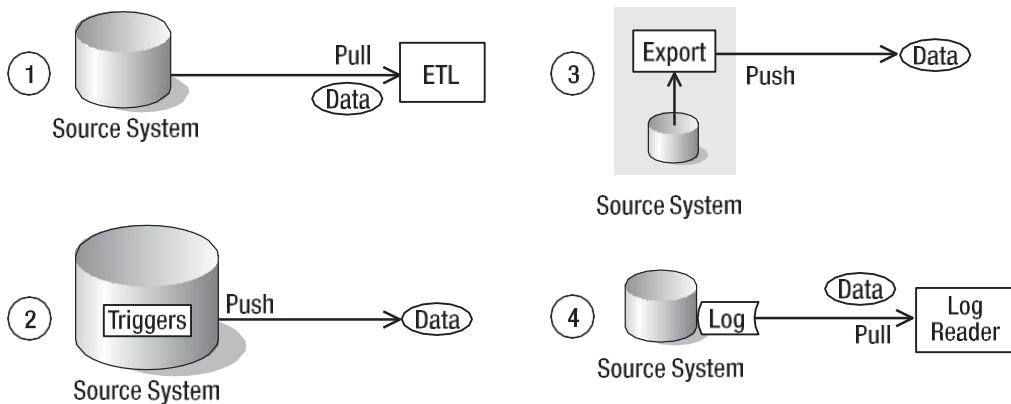 1
Pull
ETL
Data
Source System
2
Triggers
Push
Data
Source System
3
Export
Push
Data
Source System
4
Log
Data
Pull
Log
Reader
Source System